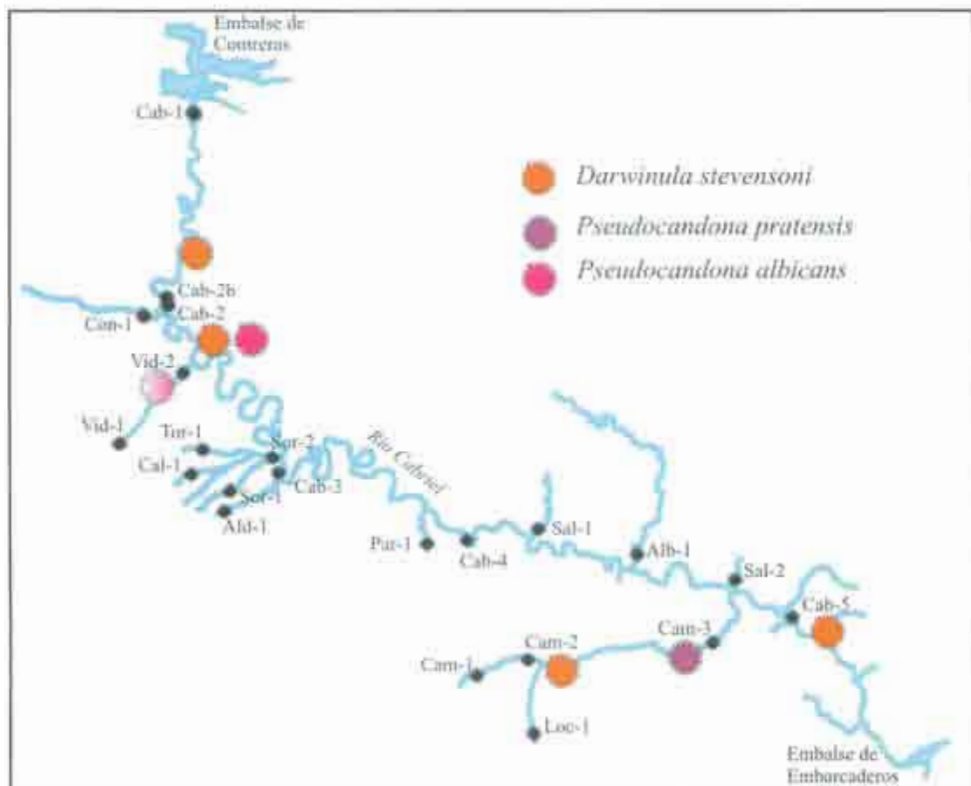 Embalse de
Contreras
Cab-1
Darwinula stevensoni
Pseudocandona pratensis
Pseudocandona albicans
Cab-2b
Cab-2
Con-1
Vid-2
Vid-1
Tor-1
Sor-2
Río Cabriel
Cal-1
Cab-3
Sor-1
Ald-1
Pur-1
Cab-4
Sal-1
Alb-1
Sal-2
Cab-5
Cam-3
Cam-2
Cam-1
Loc-1
Embalse de
Embarcaderos